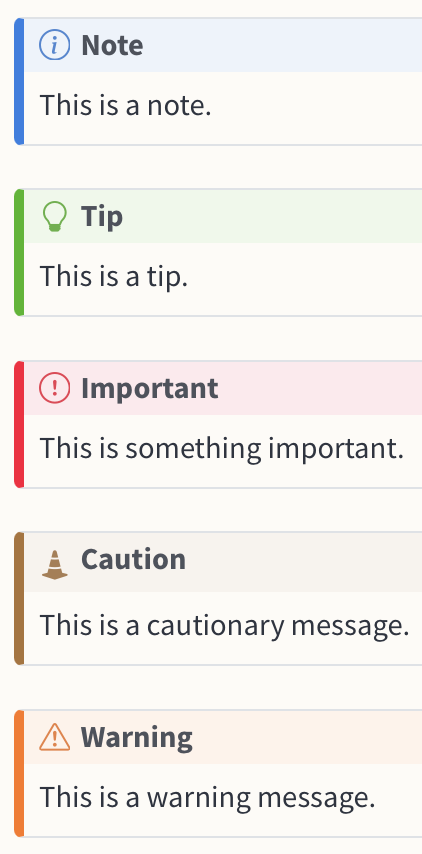 Note
This is a note.
Tip
This is a tip.
Important
This is something important.
Caution
This is a cautionary message.
Warning
This is a warning message.